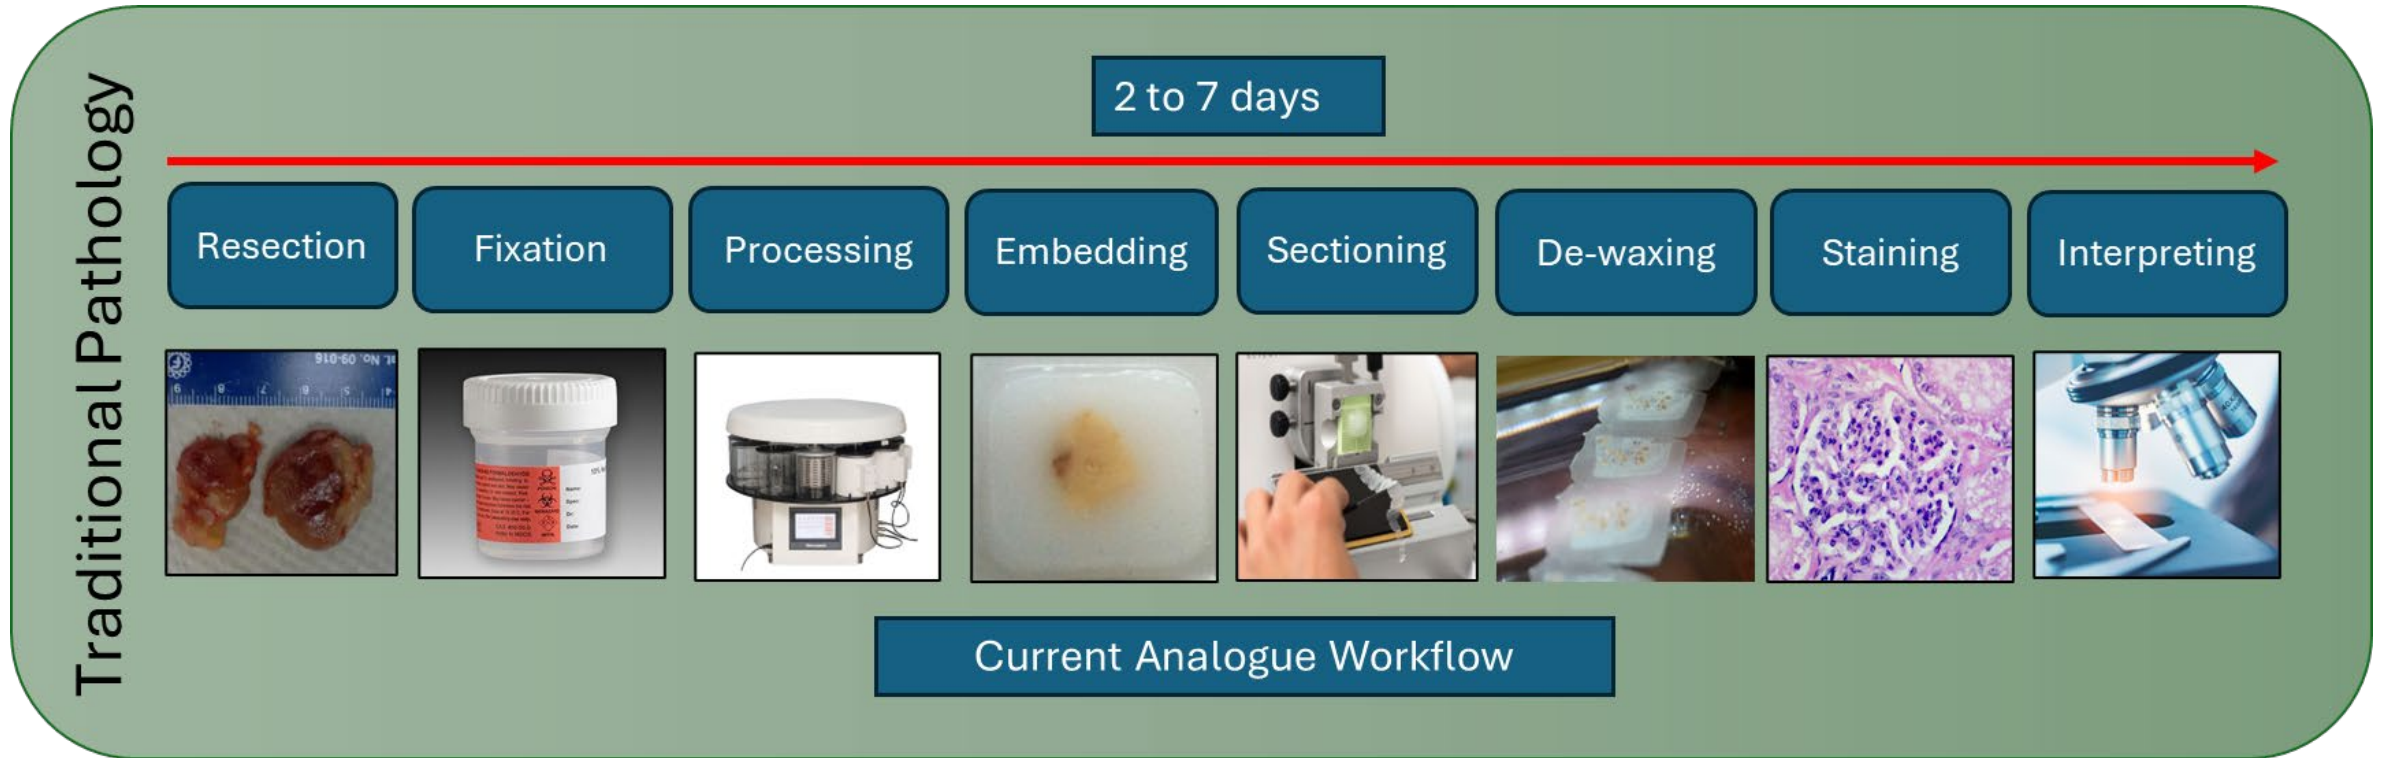 Traditional Pathology
2 to 7 days
Resection
Fixation
Processing
Embedding
Sectioning
De-waxing
Staining
Interpreting
Current Analogue Workflow